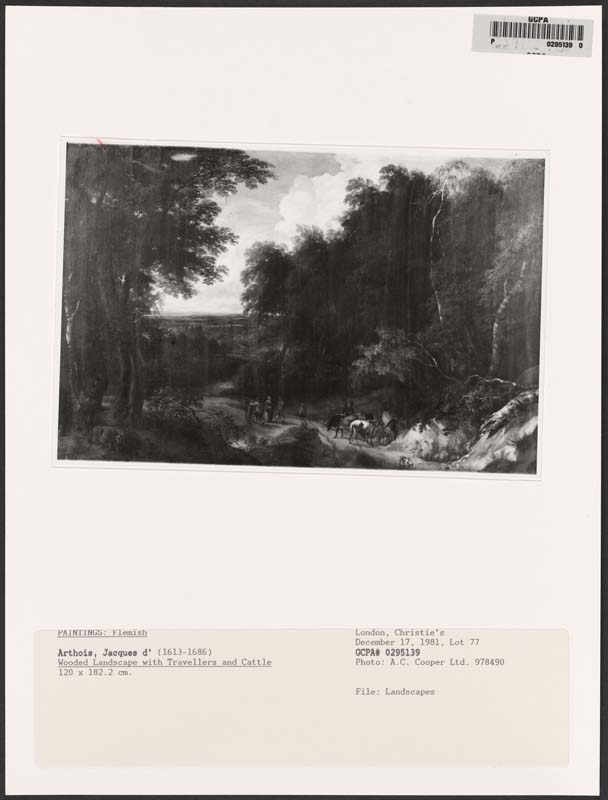 GCPA
P
0295139 0
PAINTINGS: Flemish
Arthois, Jacques d' (1613-1686)
Wooded Landscape with Travellers and Cattle
120 x 182.2 cm.
London, Christie's
December 17, 1981, Lot 77
GCPA# 0295139
Photo: A.C. Cooper Ltd. 978490
File: Landscapes